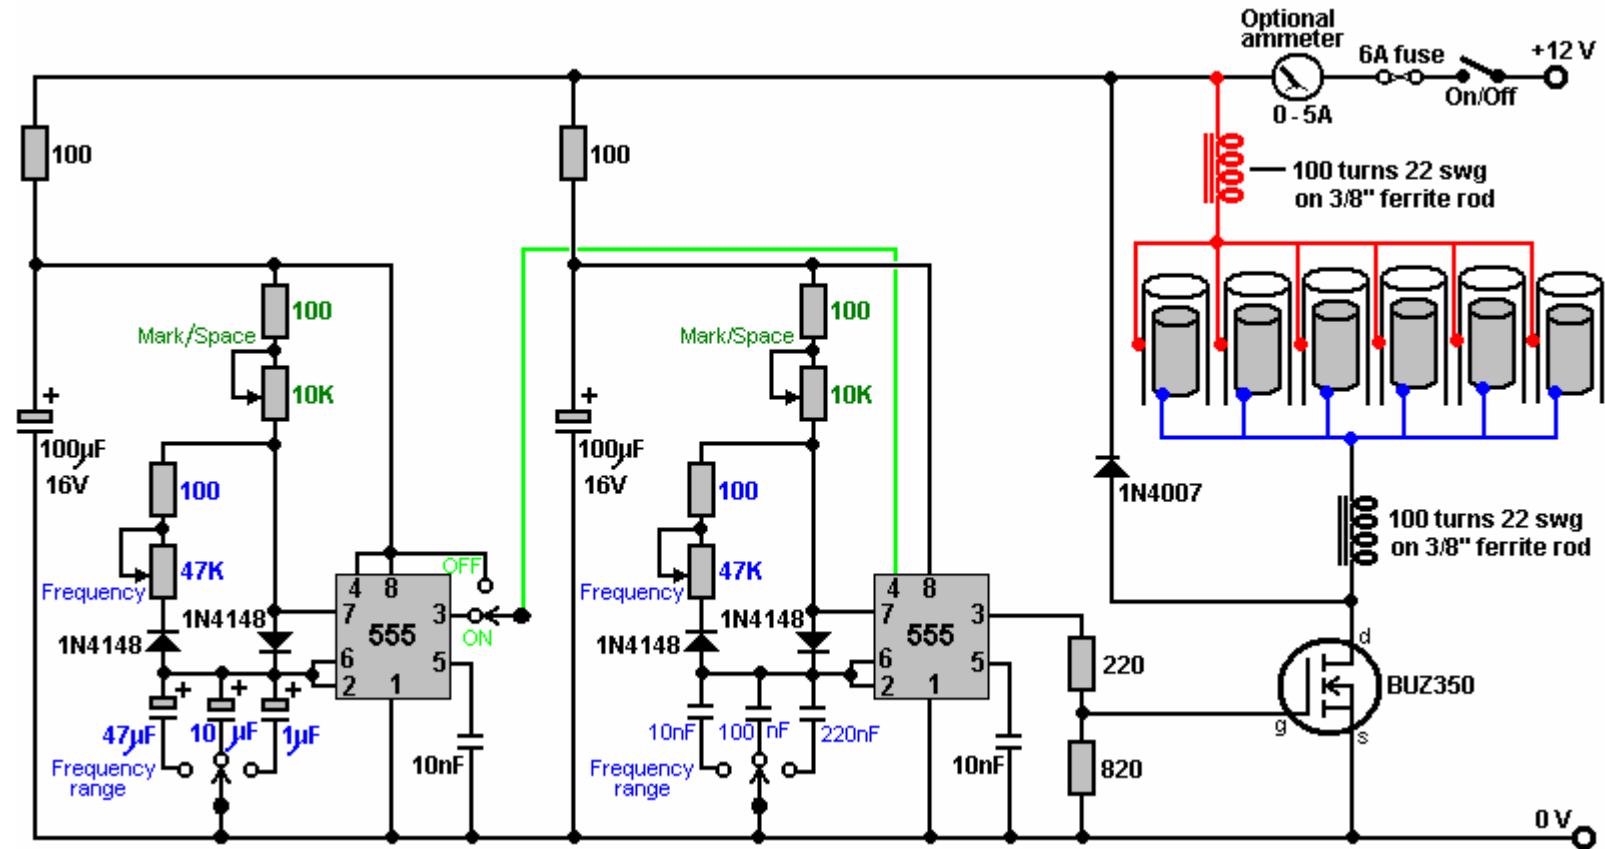 Optional
ammeter
6A fuse
+12 V
On/Off
0 - 5A
100
100
100 turns 22 swg
on 3/8" ferrite rod
100
Mark/Space
10K
100
Mark/Space
10K
+
100µF
16V
+
100µF
16V
100
47K
Frequency
100
47K
Frequency
1N4007
100 turns 22 swg
on 3/8" ferrite rod
OFF
ON
4 8
7 3
555
6 5
2 1
4 8
7 3
555
6 5
2 1
1N4148
1N4148
1N4148
1N4148
220
820
d
g
s
BUZ350
+
+
+
47µF
10 µF
1µF
Frequency
range
10nF
10nF
100 nF
220nF
Frequency
range
10nF
0 V